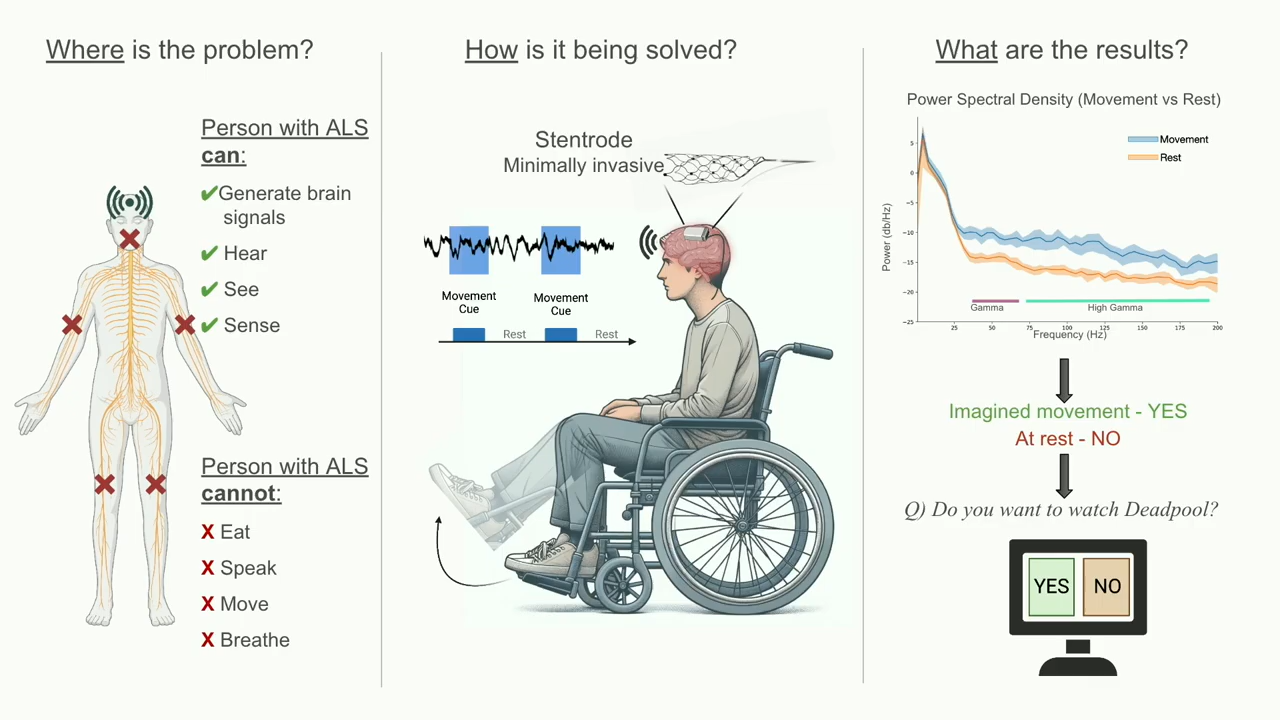 Where is the problem?
Person with ALS
can:
✔Generate brain
signals
✔ Hear
✔ See
✔ Sense
Person with ALS
cannot:
X Eat
X Speak
X Move
X Breathe
How is it being solved?
Stentrode
Minimally invasive
Movement
Cue
Movement
Cue
Rest
Rest
What are the results?
Power Spectral Density (Movement vs Rest)
Movement
Rest
Power (db/Hz)
5
0
−5
−10
−15
−20
−25
Gamma
High Gamma
25 50 75 100 125 150 175 200
Frequency (Hz)
Imagined movement - YES
At rest - NO
Q) Do you want to watch Deadpool?
YES
NO